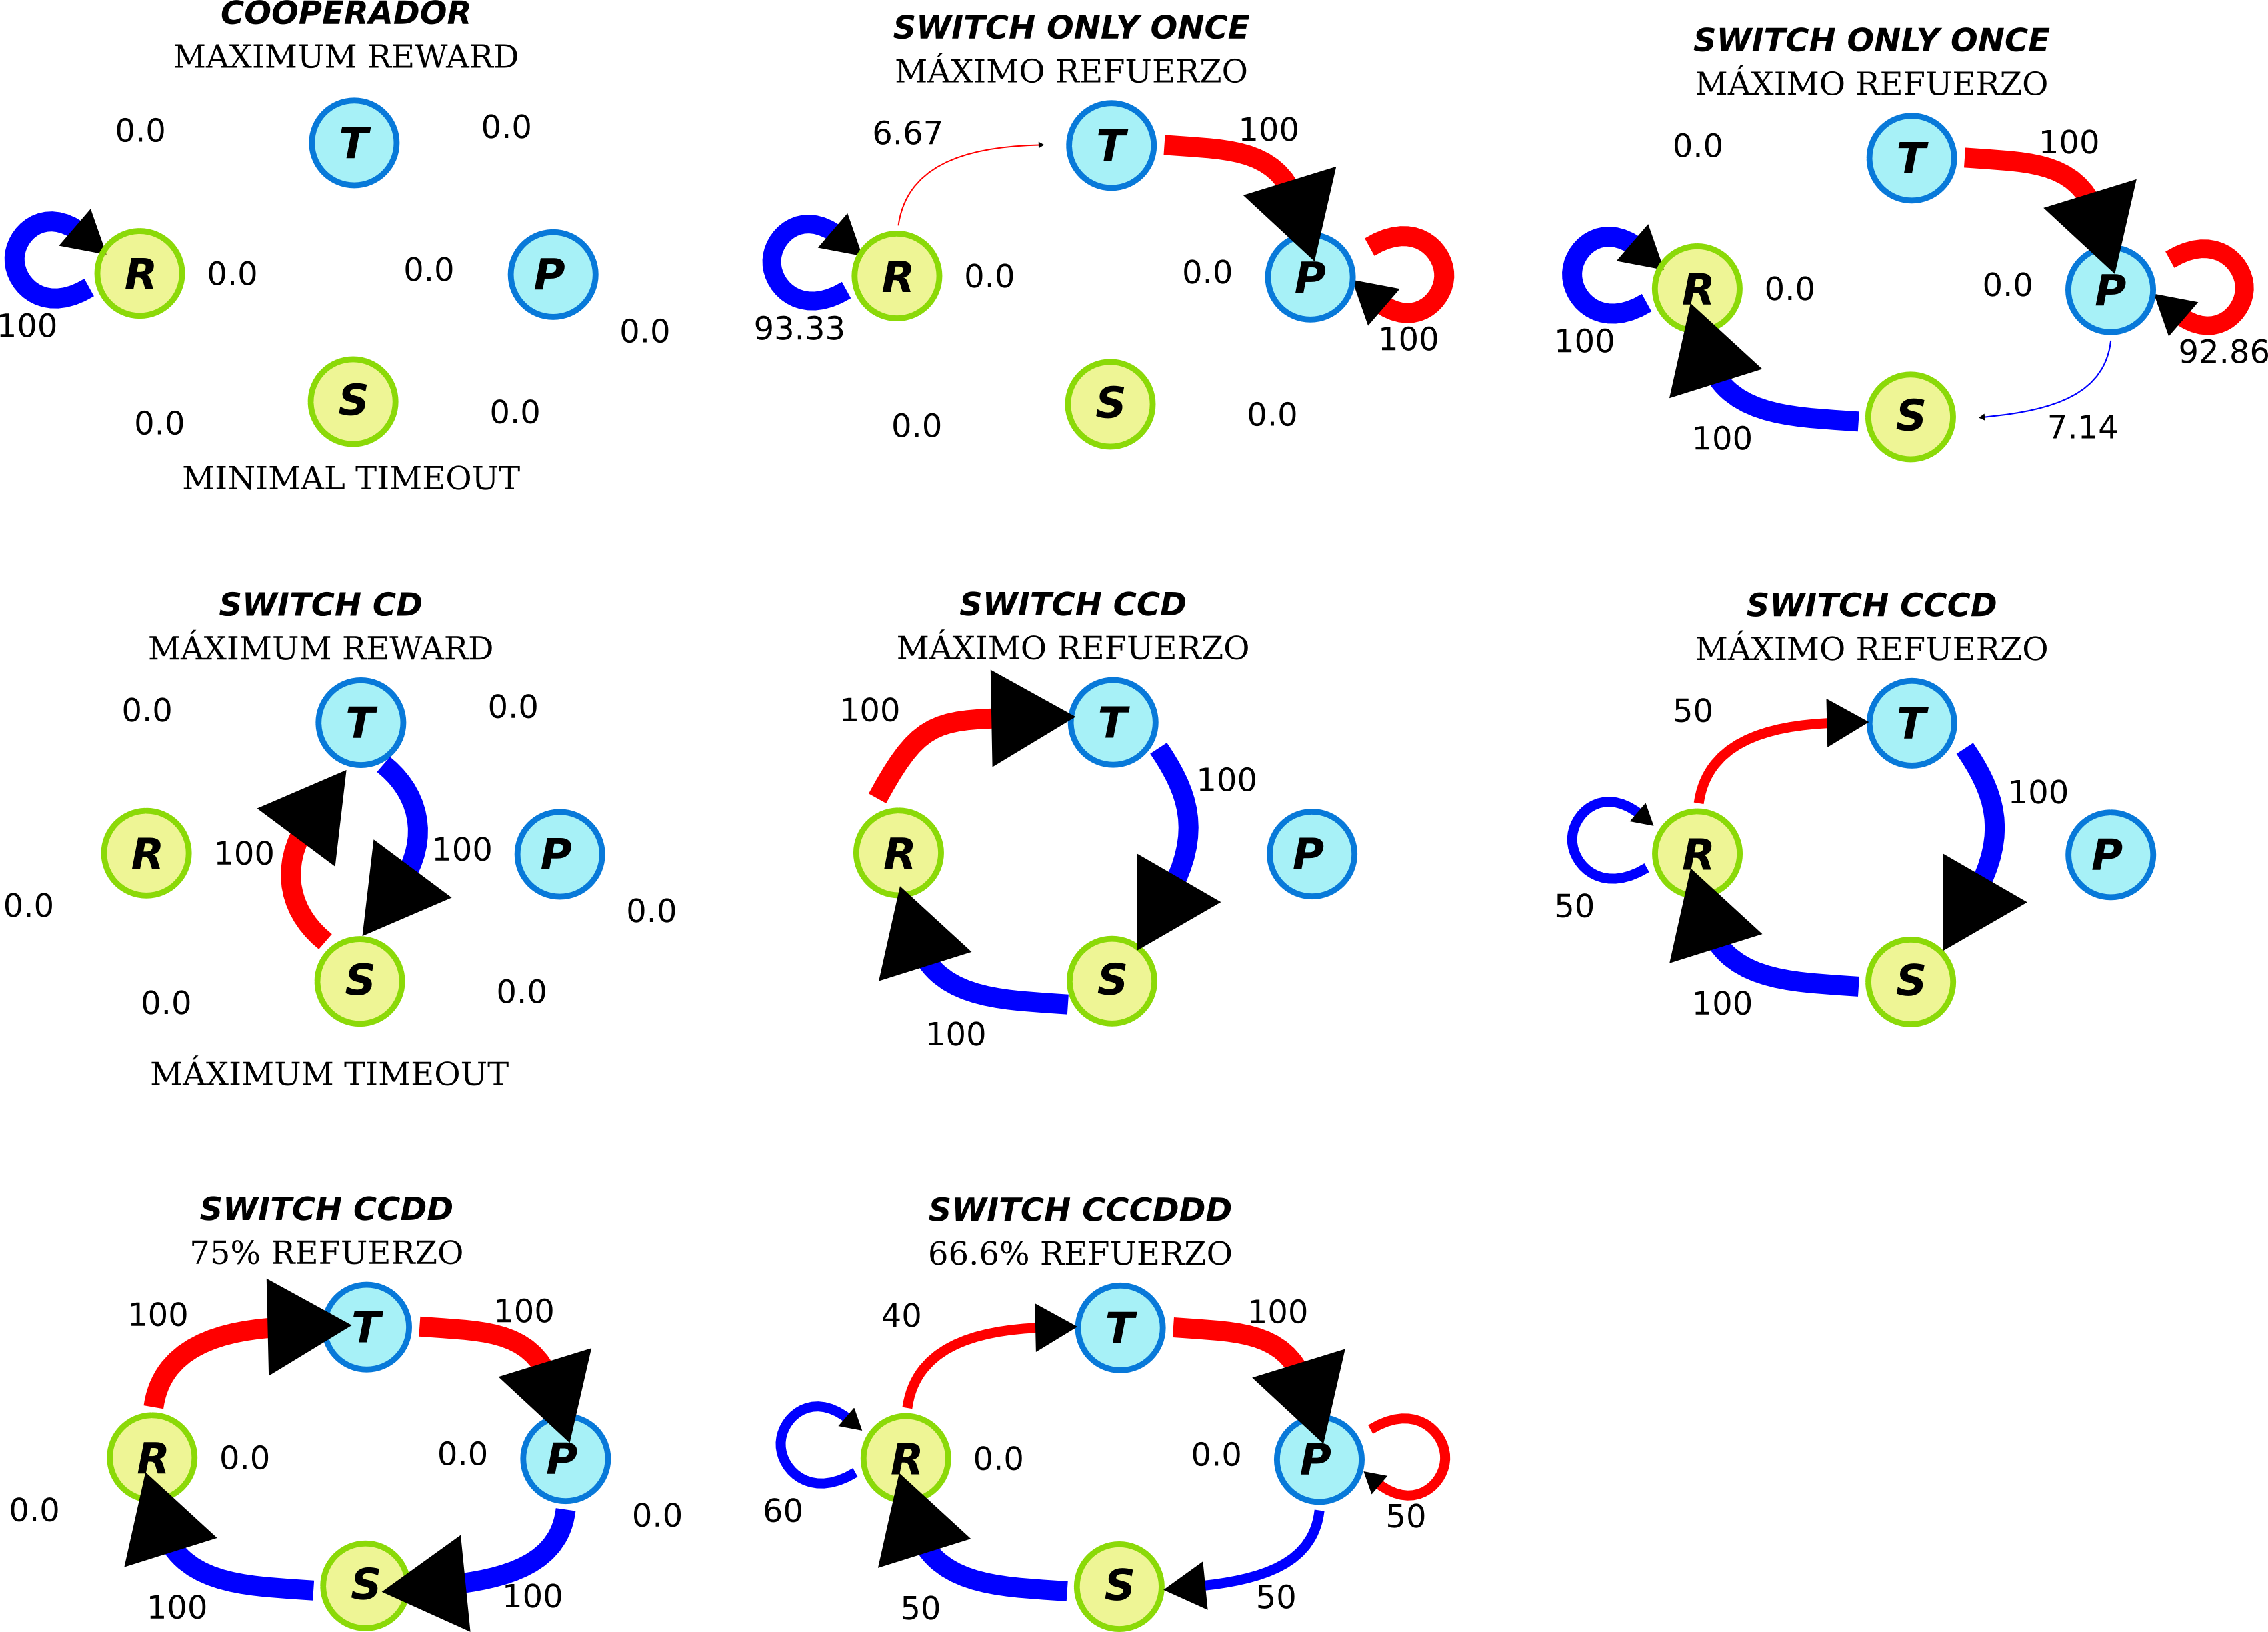 COOPERADOR
MAXIMUM REWARD
0.0
T
0.0
R
0.0
0.0
P
100
0.0
S
0.0
0.0
MINIMAL TIMEOUT
SWITCH ONLY ONCE
MÁXIMO REFUERZO
6.67
T
100
R
0.0
0.0
P
93.33
100
S
0.0
0.0
SWITCH ONLY ONCE
MÁXIMO REFUERZO
0.0
T
100
R
0.0
0.0
P
100
92.86
S
100
7.14
SWITCH CD
MÁXIMUM REWARD
0.0
T
0.0
R
100
100
P
0.0
0.0
S
0.0
0.0
MÁXIMUM TIMEOUT
SWITCH CCD
MÁXIMO REFUERZO
100
T
100
R
P
S
100
SWITCH CCCD
MÁXIMO REFUERZO
50
T
100
R
P
50
S
100
SWITCH CCDD
75% REFUERZO
100
T
100
R
0.0
0.0
P
0.0
0.0
S
100
100
SWITCH CCCDDD
66.6% REFUERZO
40
T
100
R
0.0
0.0
P
60
50
S
50
50